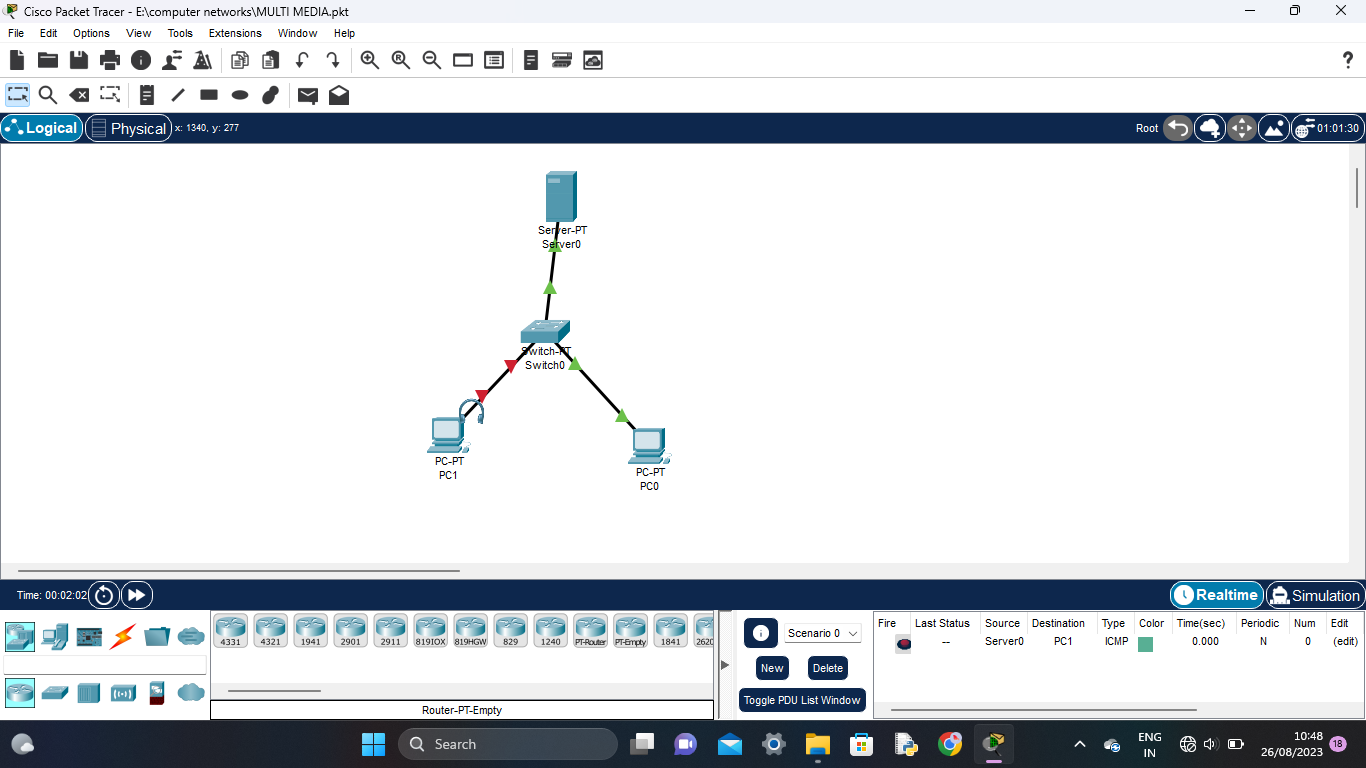 Cisco Packet Tracer - E:\computer networks\MULTI MEDIA.pkt
File Edit Options View Tools Extensions Window Help
Logical Physical x: 1340, y: 277 Root 01:01:30
Server-PT
Server0
Switch-PT
Switch0
PC-PT
PC1
PC-PT
PC0
Time: 00:02:02 Realtime Simulation
4331 4321 1941 2901 2911 819IOX 819HGW 829 1240 PT-Router PT-Empty 1841 2620
Router-PT-Empty
Scenario 0
New Delete
Toggle PDU List Window
Fire Last Status Source Destination Type Color Time(sec) Periodic Num Edit
-- Server0 PC1 ICMP 0.000 N 0 (edit)
Search
ENG
IN
10:48
26/08/2023
18